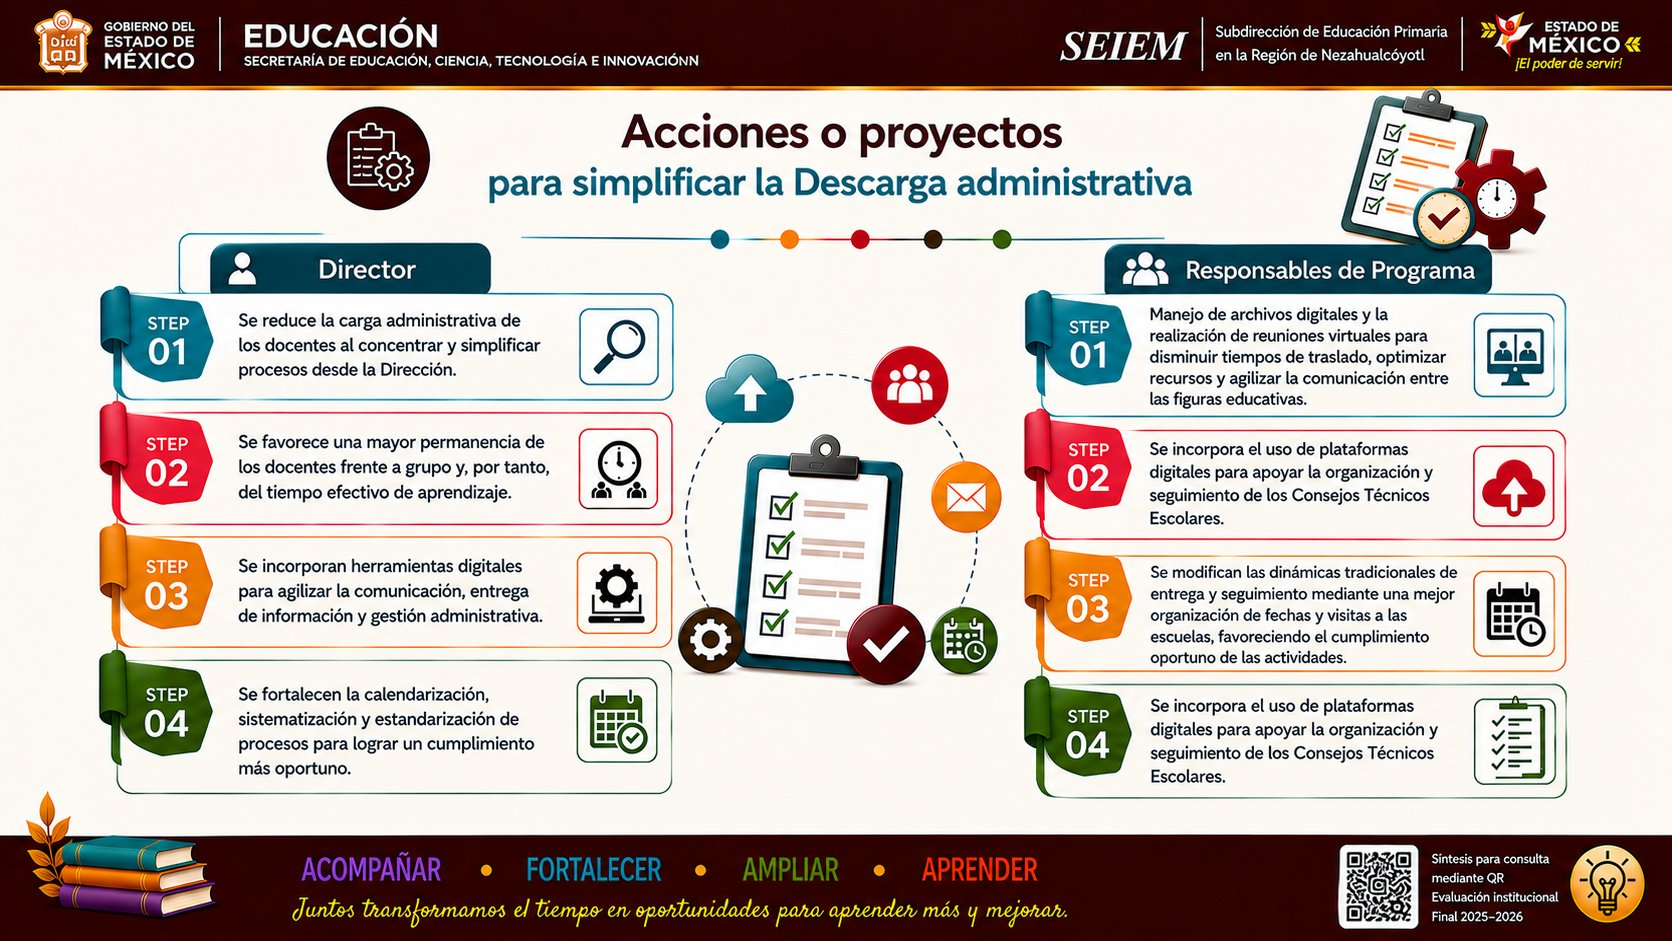 GOBIERNO DEL
ESTADO DE
MÉXICO
EDUCACIÓN
SECRETARÍA DE EDUCACIÓN, CIENCIA, TECNOLOGÍA E INNOVACIÓNN
SEIEM
Subdirección de Educación Primaria
en la Región de Nezahualcóyotl
ESTADO DE
MÉXICO
¡El poder de servir!
Acciones o proyectos
para simplificar la Descarga administrativa
Director
STEP
01
Se reduce la carga administrativa de
los docentes al concentrar y simplificar
procesos desde la Dirección.
STEP
02
Se favorece una mayor permanencia de
los docentes frente a grupo y, por tanto,
del tiempo efectivo de aprendizaje.
STEP
03
Se incorporan herramientas digitales
para agilizar la comunicación, entrega
de información y gestión administrativa.
STEP
04
Se fortalecen la calendarización,
sistematización y estandarización de
procesos para lograr un cumplimiento
más oportuno.
Responsables de Programa
STEP
01
Manejo de archivos digitales y la
realización de reuniones virtuales para
disminuir tiempos de traslado, optimizar
recursos y agilizar la comunicación entre
las figuras educativas.
STEP
02
Se incorpora el uso de plataformas
digitales para apoyar la organización y
seguimiento de los Consejos Técnicos
Escolares.
STEP
03
Se modifican las dinámicas tradicionales de
entrega y seguimiento mediante una mejor
organización de fechas y visitas a las
escuelas, favoreciendo el cumplimiento
oportuno de las actividades.
STEP
04
Se incorpora el uso de plataformas
digitales para apoyar la organización y
seguimiento de los Consejos Técnicos
Escolares.
ACOMPAÑAR • FORTALECER • AMPLIAR • APRENDER
Juntos transformamos el tiempo en oportunidades para aprender más y mejorar.
Síntesis para consulta
mediante QR
Evaluación institucional
Final 2025-2026